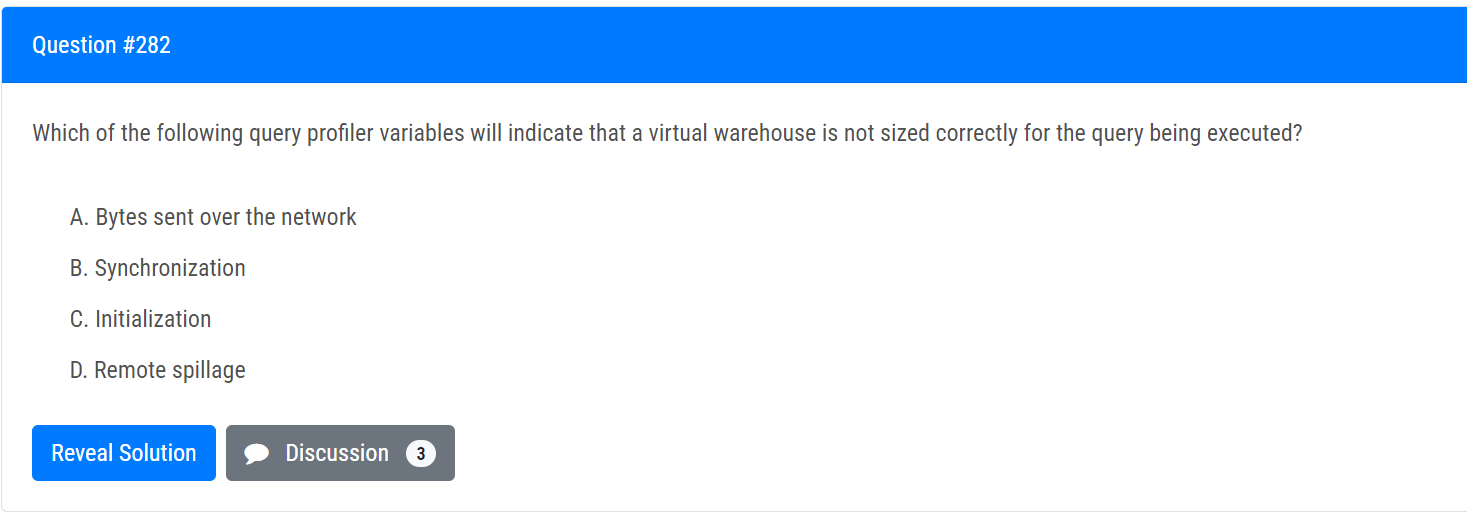 Question #282
Which of the following query profiler variables will indicate that a virtual warehouse is not sized correctly for the query being executed?
A. Bytes sent over the network
B. Synchronization
C. Initialization
D. Remote spillage
Reveal Solution Discussion 3